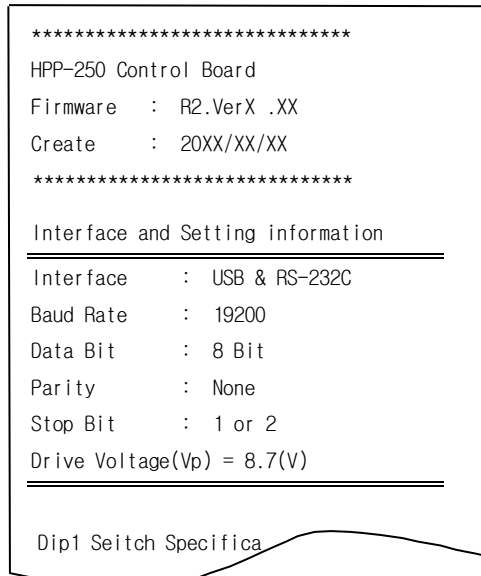 ******************************
HPP-250 Control Board
Firmware : R2.VerX .XX
Create : 20XX/XX/XX
******************************
Interface and Setting information
Interface : USB & RS-232C
Baud Rate : 19200
Data Bit : 8 Bit
Parity : None
Stop Bit : 1 or 2
Drive Voltage(Vp) = 8.7(V)
Dip1 Seitch Specifica